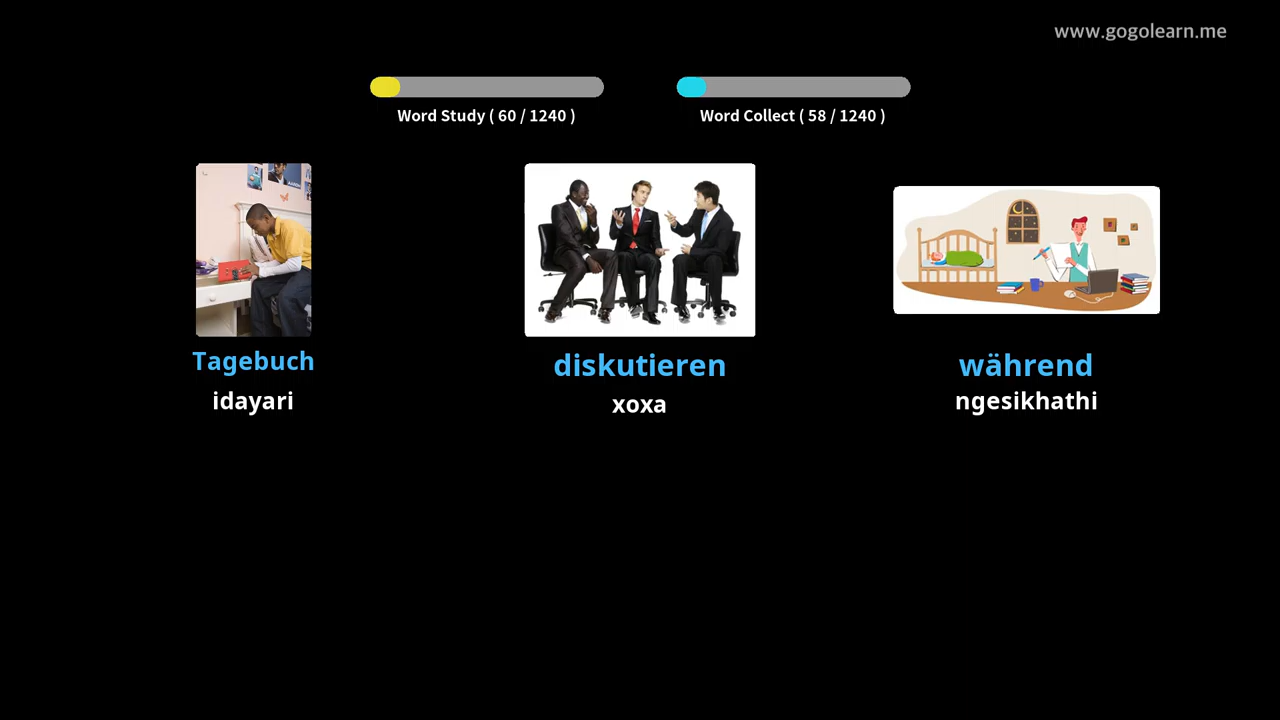 www.gogolearn.me
Word Study ( 60 / 1240 )
Word Collect ( 58 / 1240 )
Tagebuch
idayari
diskutieren
xoxa
während
ngesikhathi